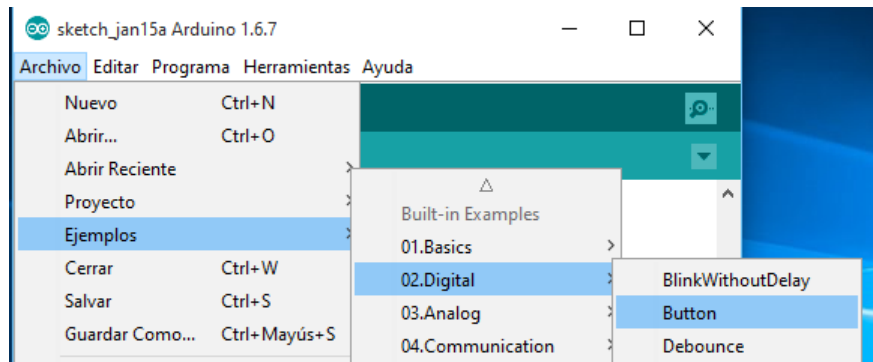 sketch_jan15a Arduino 1.6.7
Archivo Editar Programa Herramientas Ayuda
Nuevo Ctrl+N
Abrir... Ctrl+O
Abrir Reciente
Proyecto
Ejemplos
Cerrar Ctrl+W
Salvar Ctrl+S
Guardar Como... Ctrl+Mayús+S
Built-in Examples
01.Basics
02.Digital
03.Analog
04.Communication
BlinkWithoutDelay
Button
Debounce